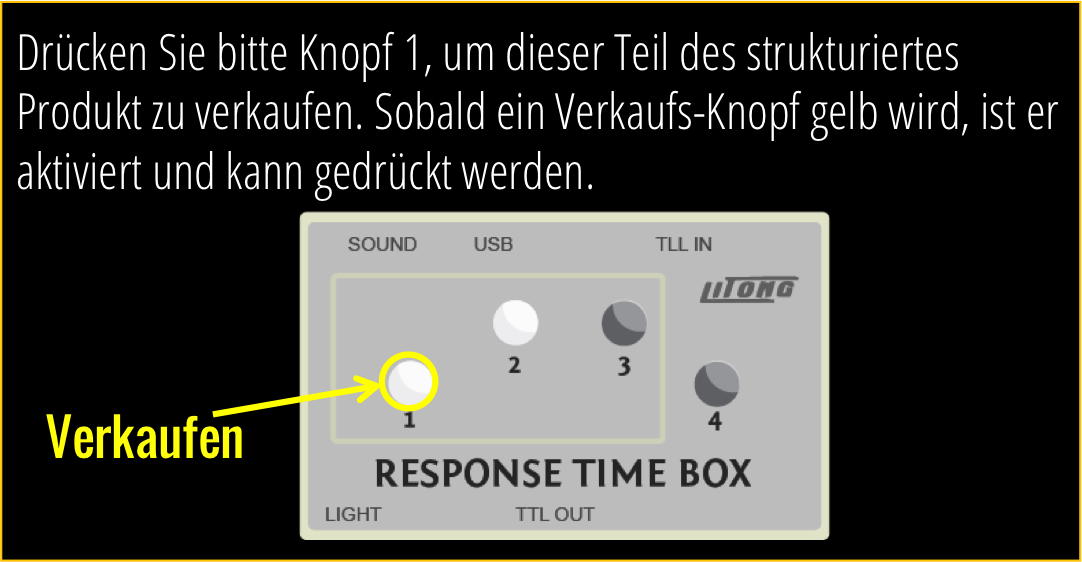 Drücken Sie bitte Knopf 1, um dieser Teil des strukturiertes
Produkt zu verkaufen. Sobald ein Verkaufs-Knopf gelb wird, ist er
aktiviert und kann gedrückt werden.
SOUND USB TLL IN
LITONG
2 3
1 4
Verkaufen
RESPONSE TIME BOX
LIGHT TTL OUT